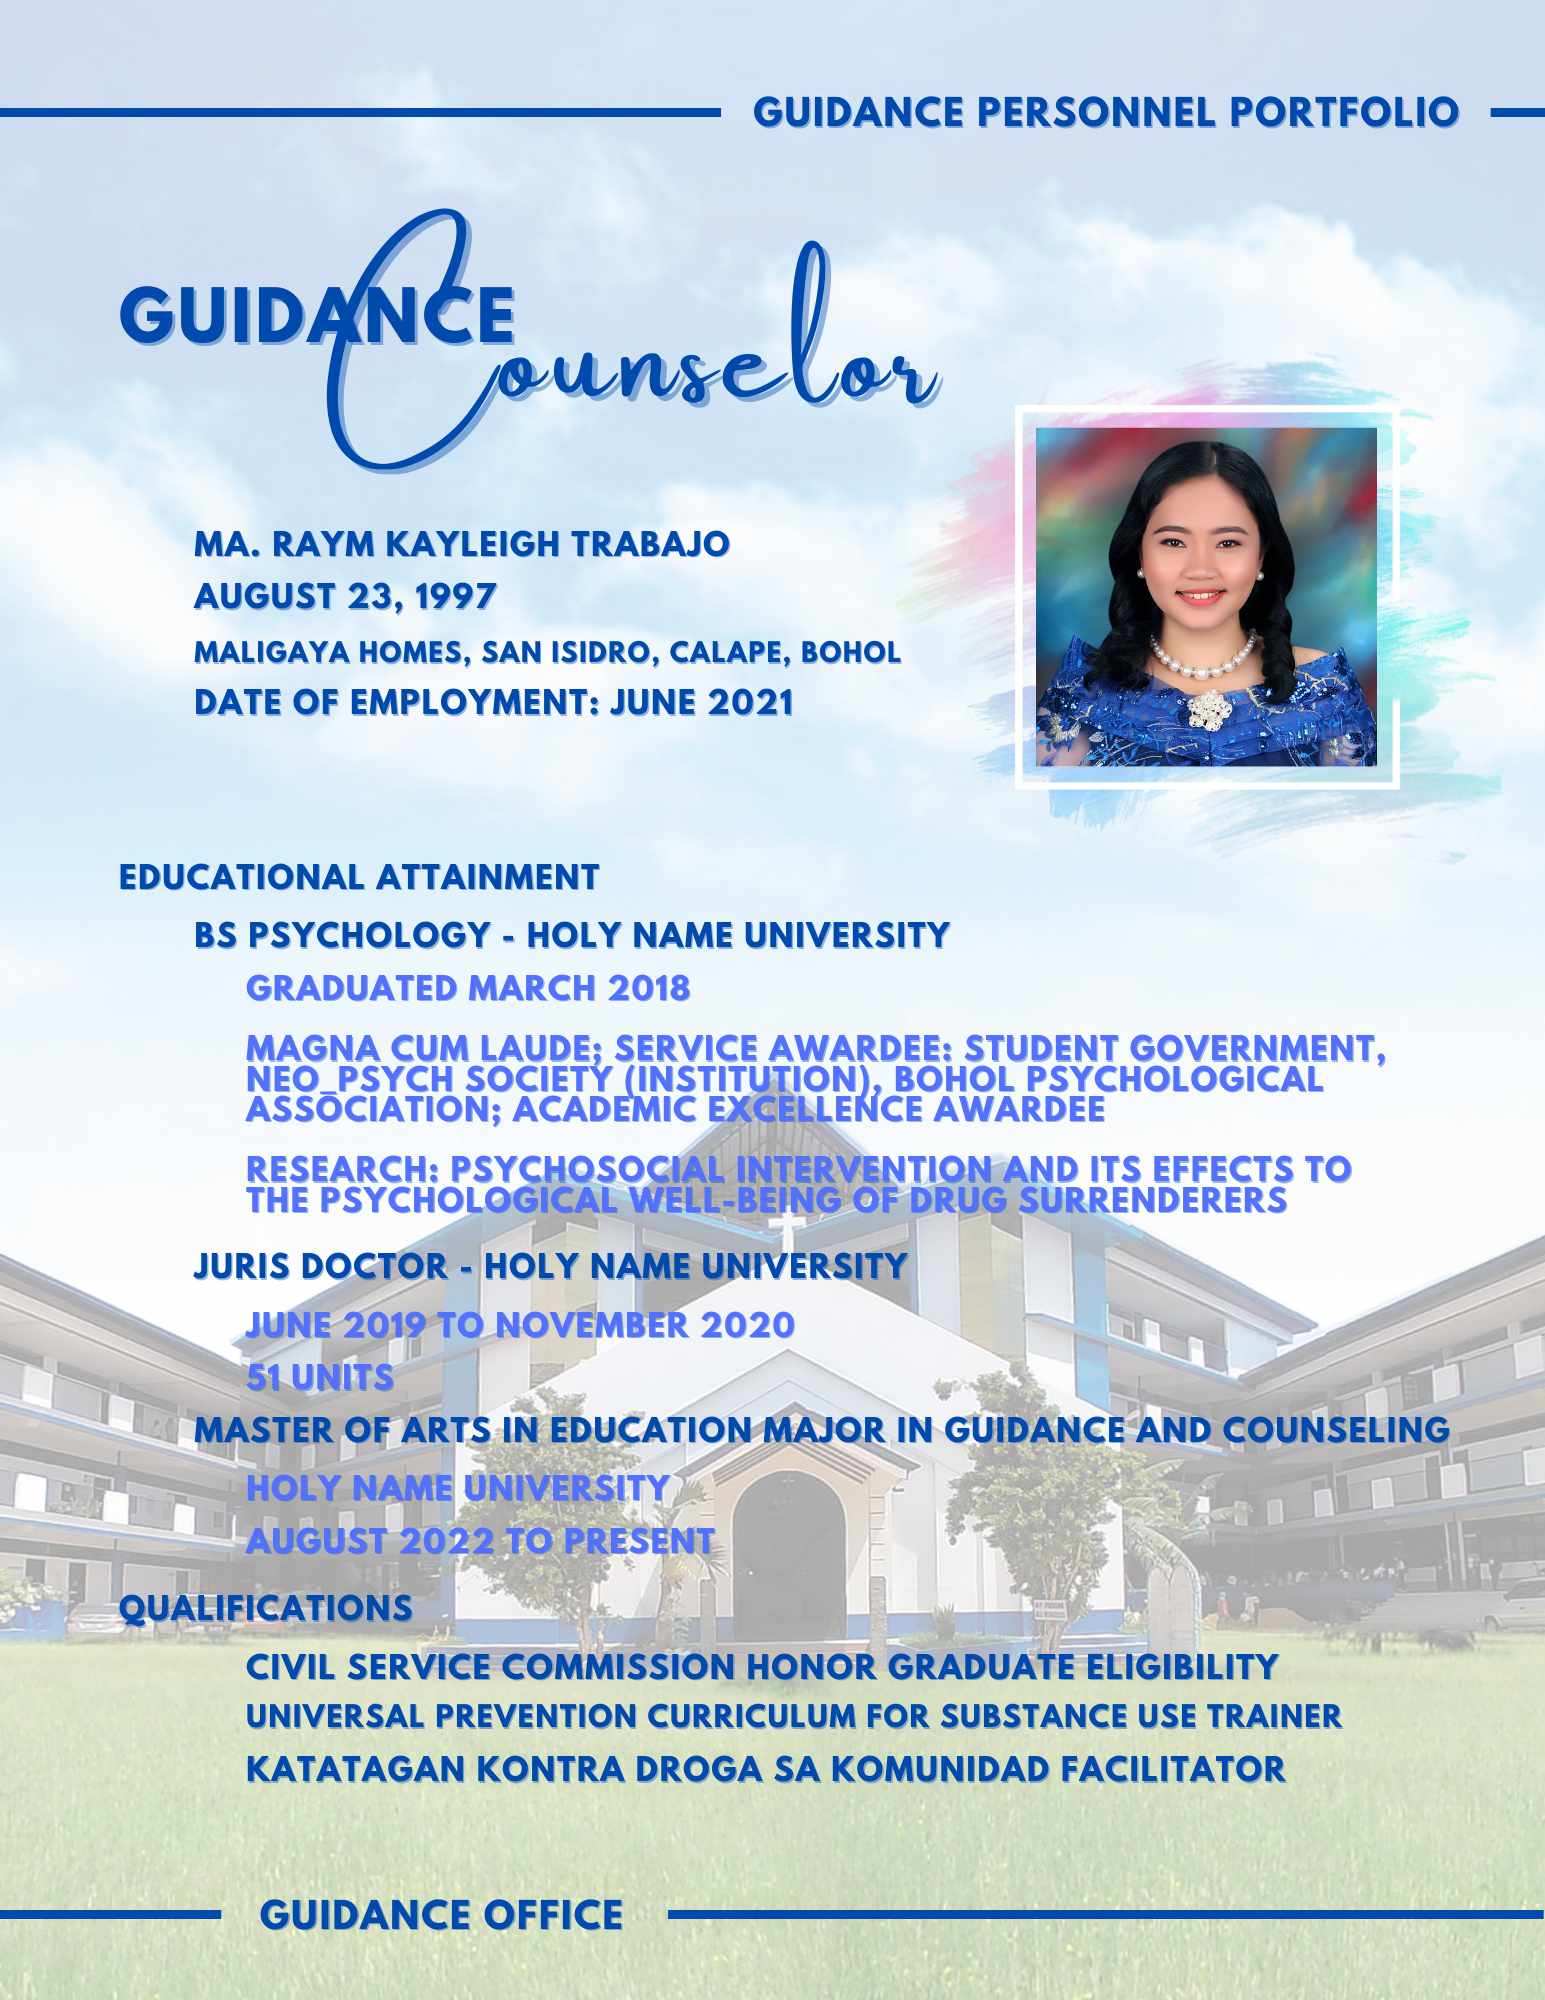 GUIDANCE PERSONNEL PORTFOLIO
GUIDANCE
Counselor
MA. RAYM KAYLEIGH TRABAJO
AUGUST 23, 1997
MALIGAYA HOMES, SAN ISIDRO, CALAPE, BOHOL
DATE OF EMPLOYMENT: JUNE 2021
EDUCATIONAL ATTAINMENT
BS PSYCHOLOGY - HOLY NAME UNIVERSITY
GRADUATED MARCH 2018
MAGNA CUM LAUDE; SERVICE AWARDEE: STUDENT GOVERNMENT,
NEO_PSYCH SOCIETY (INSTITUTION), BOHOL PSYCHOLOGICAL
ASSOCIATION; ACADEMIC EXCELLENCE AWARDEE
RESEARCH: PSYCHOSOCIAL INTERVENTION AND ITS EFFECTS TO
THE PSYCHOLOGICAL WELL-BEING OF DRUG SURRENDERERS
JURIS DOCTOR - HOLY NAME UNIVERSITY
JUNE 2019 TO NOVEMBER 2020
51 UNITS
MASTER OF ARTS IN EDUCATION MAJOR IN GUIDANCE AND COUNSELING
HOLY NAME UNIVERSITY
AUGUST 2022 TO PRESENT
QUALIFICATIONS
CIVIL SERVICE COMMISSION HONOR GRADUATE ELIGIBILITY
UNIVERSAL PREVENTION CURRICULUM FOR SUBSTANCE USE TRAINER
KATATAGAN KONTRA DROGA SA KOMUNIDAD FACILITATOR
GUIDANCE OFFICE